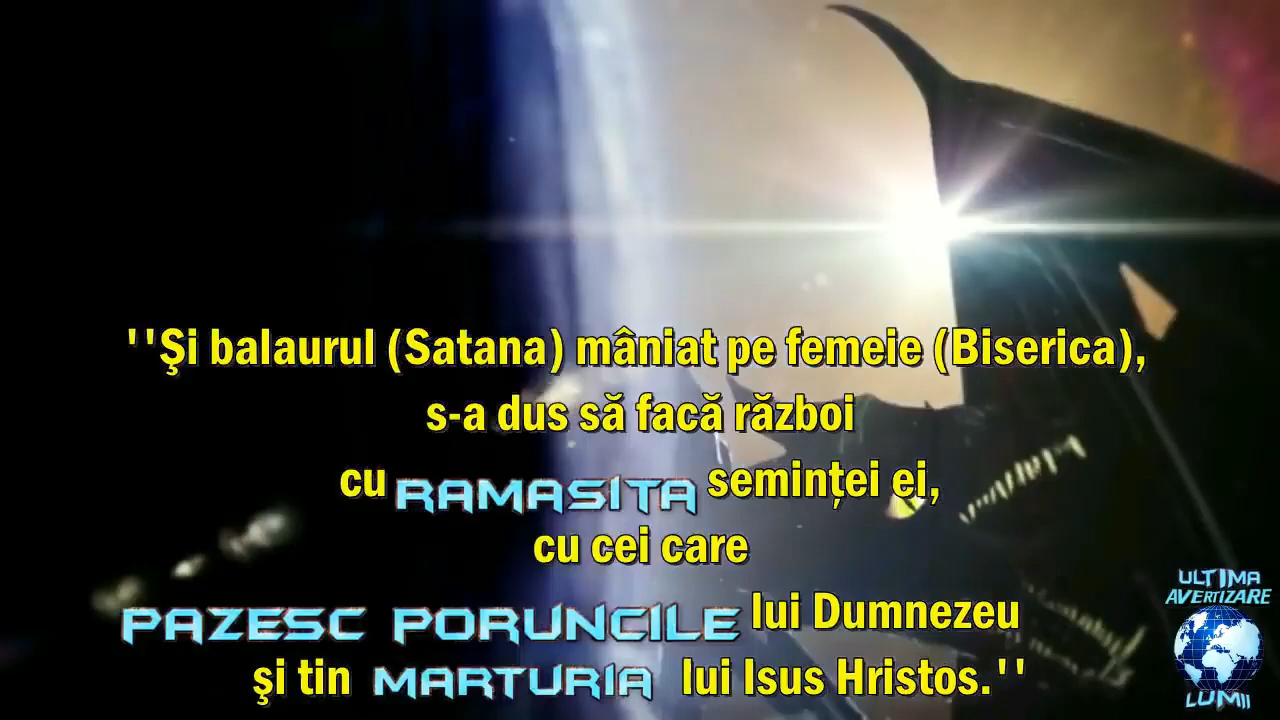 ''Şi balaurul (Satana) mâniat pe femeie (Biserica),
s-a dus să facă război
cu RAMASITA seminței ei,
cu cei care
PAZESC PORUNCILE lui Dumnezeu
şi tin MARTURIA lui Isus Hristos.''
ULTIMA
AVERTIZARE
LUMII